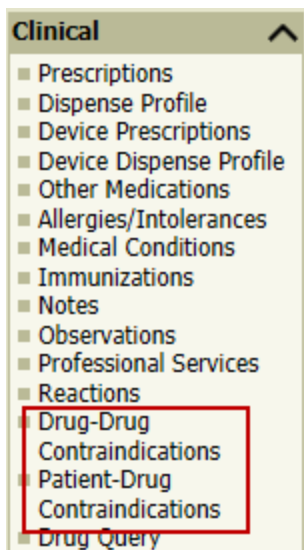 Clinical
Prescriptions
Dispense Profile
Device Prescriptions
Device Dispense Profile
Other Medications
Allergies/Intolerances
Medical Conditions
Immunizations
Notes
Observations
Professional Services
Reactions
Drug-Drug
Contraindications
Patient-Drug
Contraindications
Drug Query